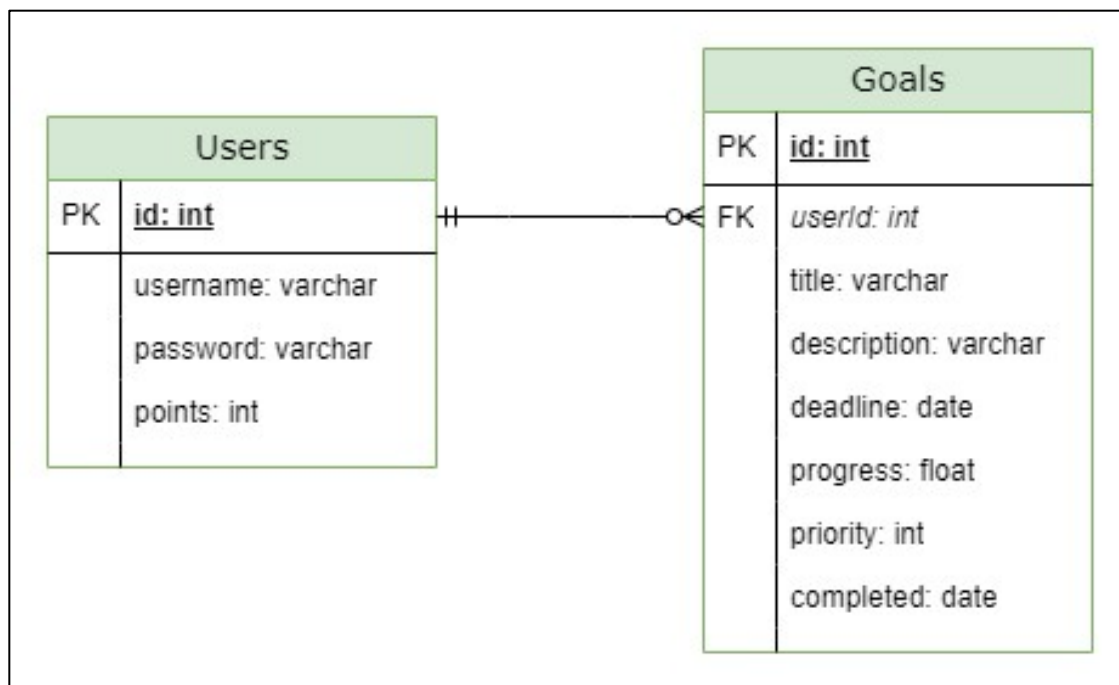 Users
PK id: int
username: varchar
password: varchar
points: int
Goals
PK id: int
FK userId: int
title: varchar
description: varchar
deadline: date
progress: float
priority: int
completed: date